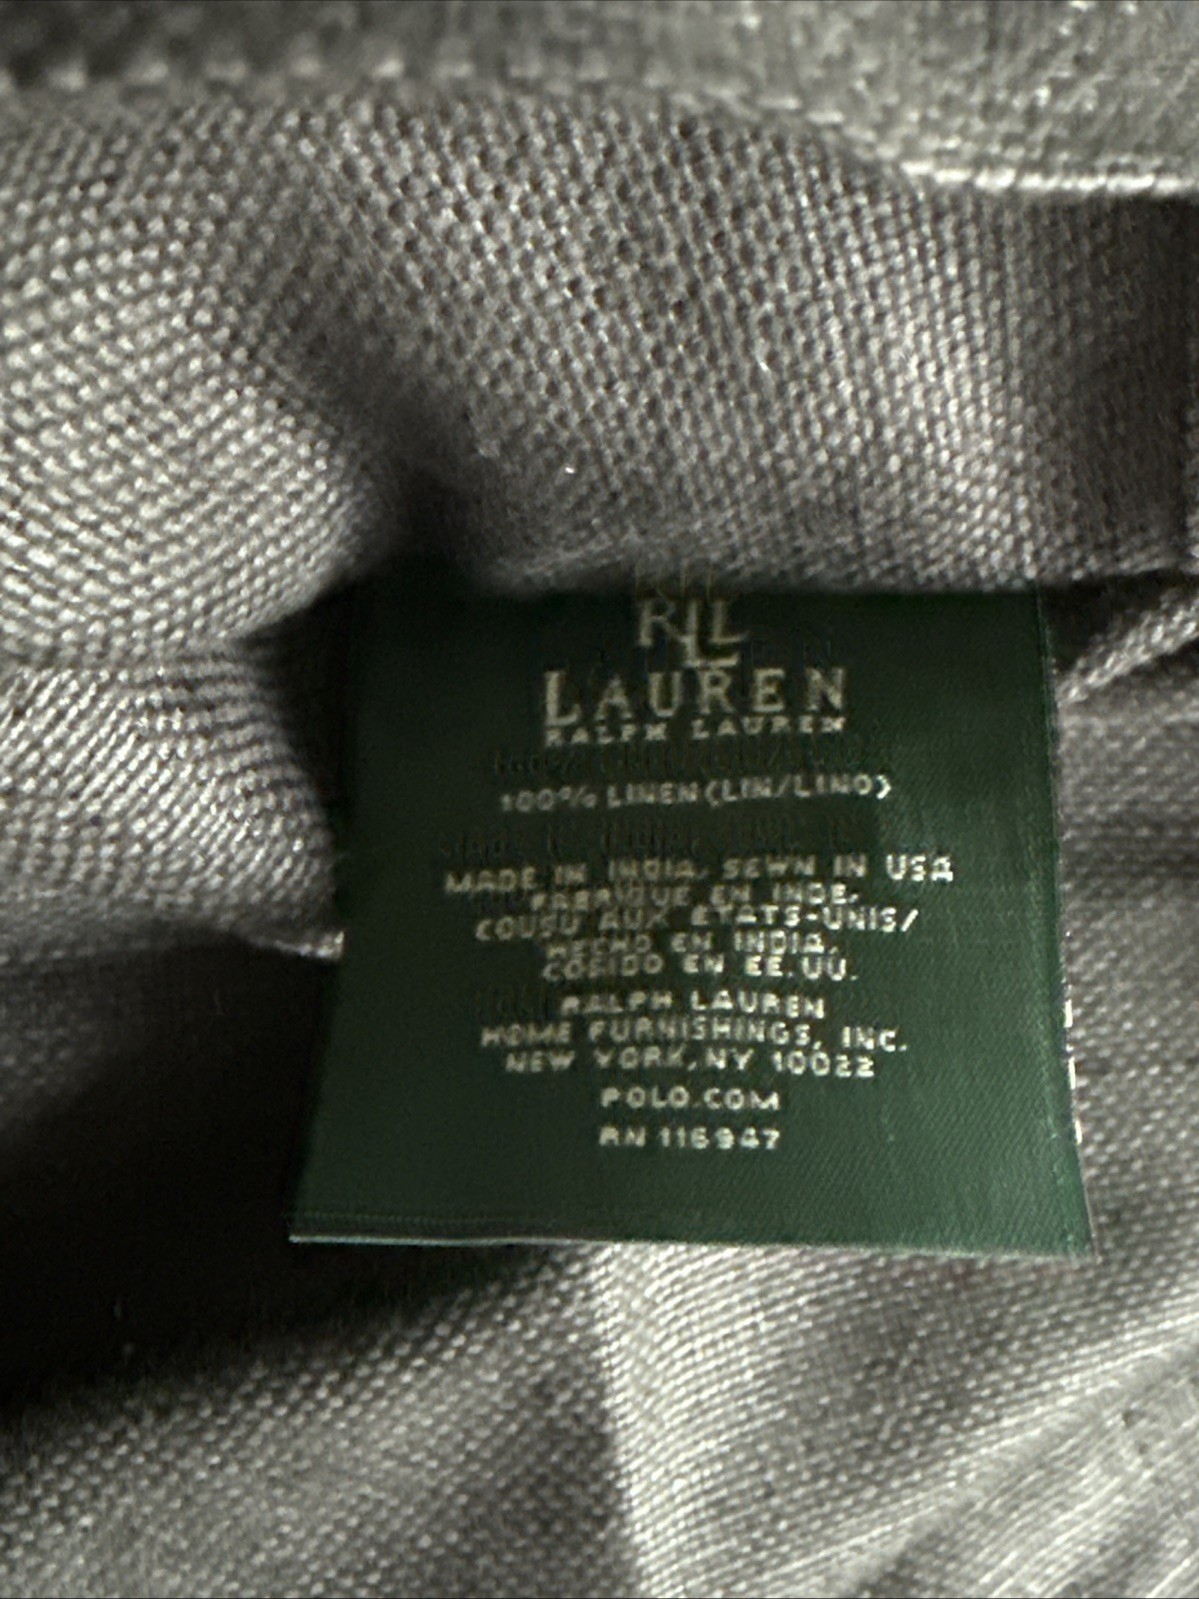 RLL
LAUREN
RALPH LAUREN
100% LINEN(LIN/LINO)
MADE IN INDIA, SEWN IN USA
FABRIQUE EN INDE,
COUSU AUX ETATS-UNIS/
HECHO EN INDIA,
COSIDO EN EE.UU.
RALPH LAUREN
HOME FURNISHINGS, INC.
NEW YORK, NY 10022
POLO.COM
RN 116947